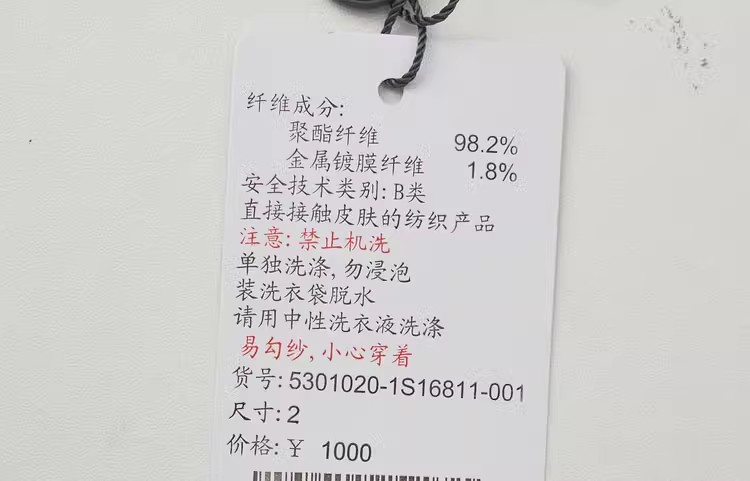 纤维成分:
聚酯纤维 98.2%
金属镀膜纤维 1.8%
安全技术类别: B类
直接接触皮肤的纺织产品
注意: 禁止机洗
单独洗涤, 勿浸泡
装洗衣袋脱水
请用中性洗衣液洗涤
易勾纱, 小心穿着
货号: 5301020-1S16811-001
尺寸: 2
价格: ¥ 1000